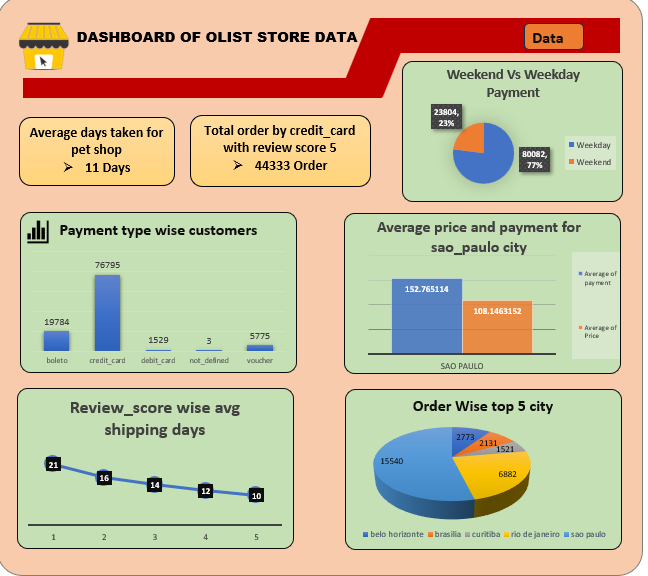 DASHBOARD OF OLIST STORE DATA
Data
Average days taken for
pet shop
➢ 11 Days
Total order by credit_card
with review score 5
➢ 44333 Order
Weekend Vs Weekday
Payment
23804,
23%
80082,
77%
Weekday
Weekend
Payment type wise customers
19784
76795
1529
3
5775
boleto
credit_card
debit_card
not_defined
voucher
Average price and payment for
sao_paulo city
152.765114
108.1463152
SAO PAULO
Average of
payment
Average of
Price
Review_score wise avg
shipping days
21
16
14
12
10
1
2
3
4
5
Order Wise top 5 city
2773
2131
1521
6882
15540
belo horizonte
brasilia
curitiba
rio de janeiro
sao paulo